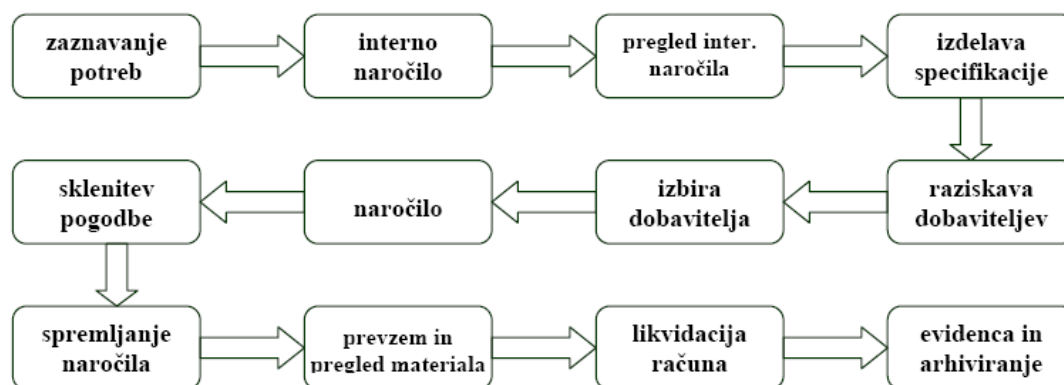 zaznavanje
potreb
interno
naročilo
pregled inter.
naročila
izdelava
specifikacije
raziskava
dobaviteljev
izbira
dobavitelja
naročilo
sklenitev
pogodbe
spremljanje
naročila
prevzem in
pregled materiala
likvidacija
računa
evidenca in
arhiviranje